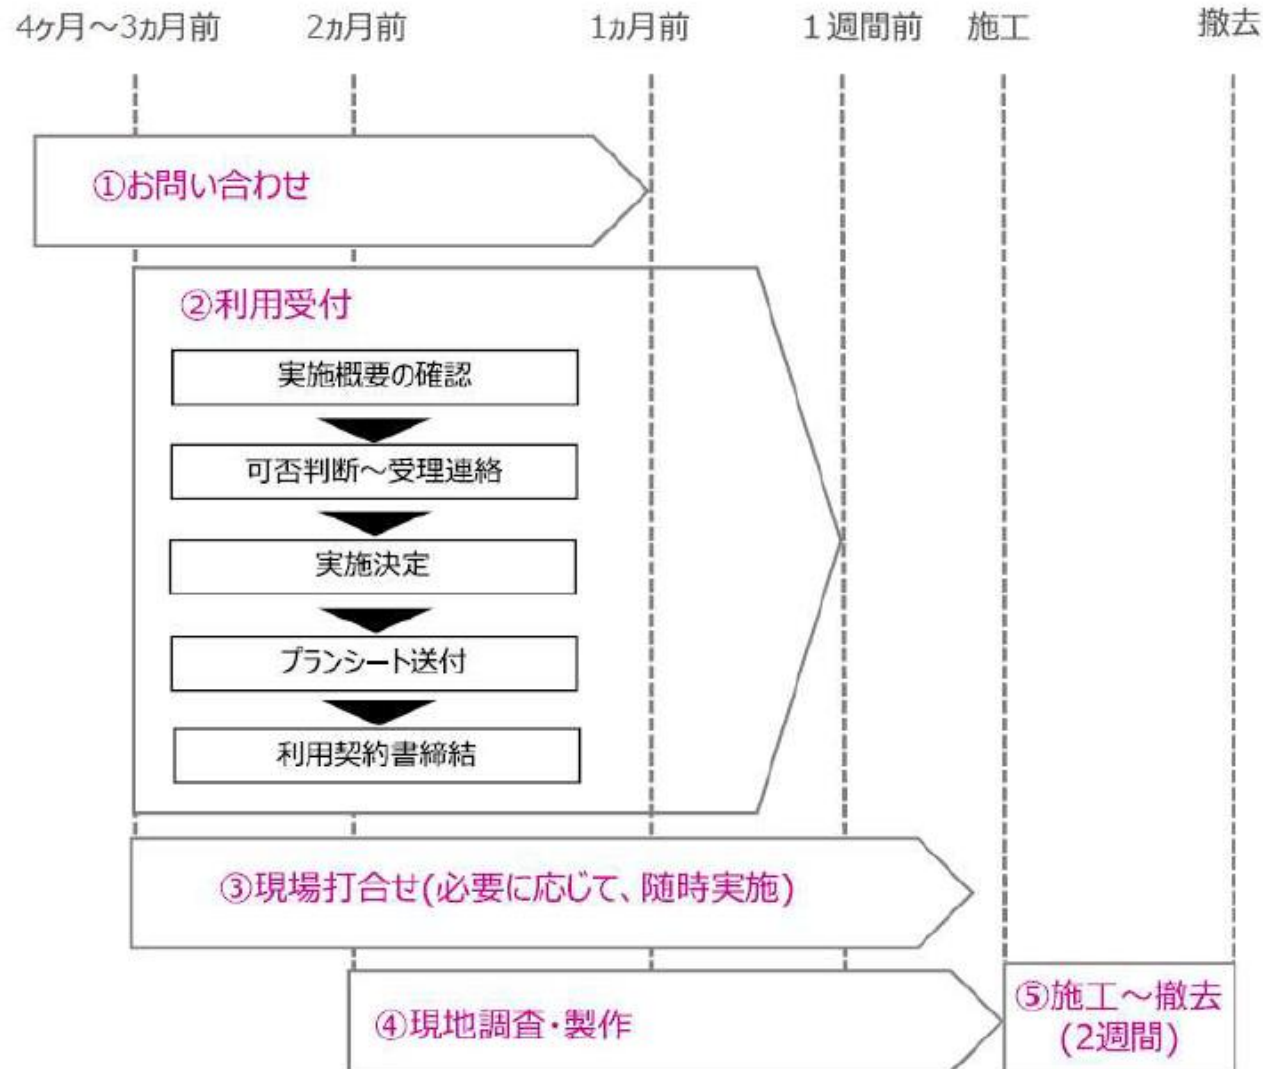 4ヶ月～3ヵ月前 2ヵ月前 1ヵ月前 1週間前 施工 撤去
①お問い合わせ
②利用受付
実施概要の確認
可否判断～受理連絡
実施決定
プランシート送付
利用契約書締結
③現場打合せ(必要に応じて、随時実施)
④現地調査・製作
⑤施工～撤去
(2週間)